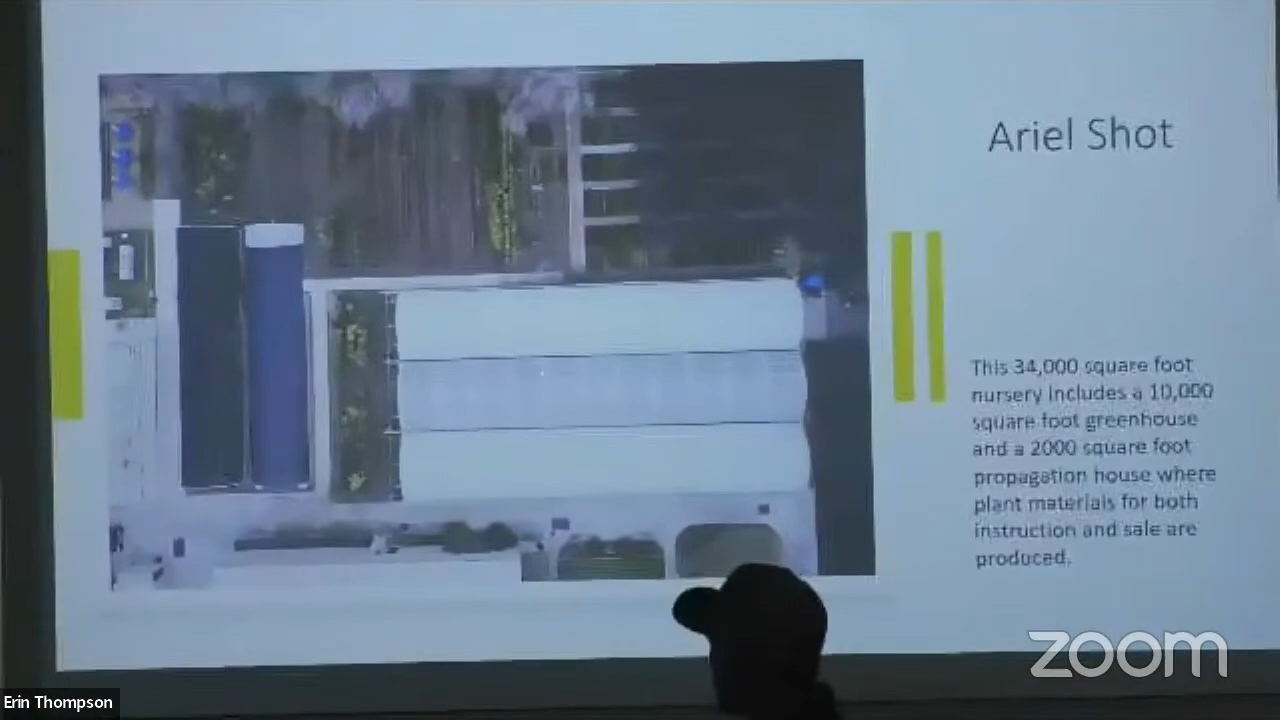 Ariel Shot
This 34,000 square foot
nursery includes a 10,000
square foot greenhouse
and a 2000 square foot
propagation house where
plant materials for both
instruction and sale are
produced.
zoom
Erin Thompson